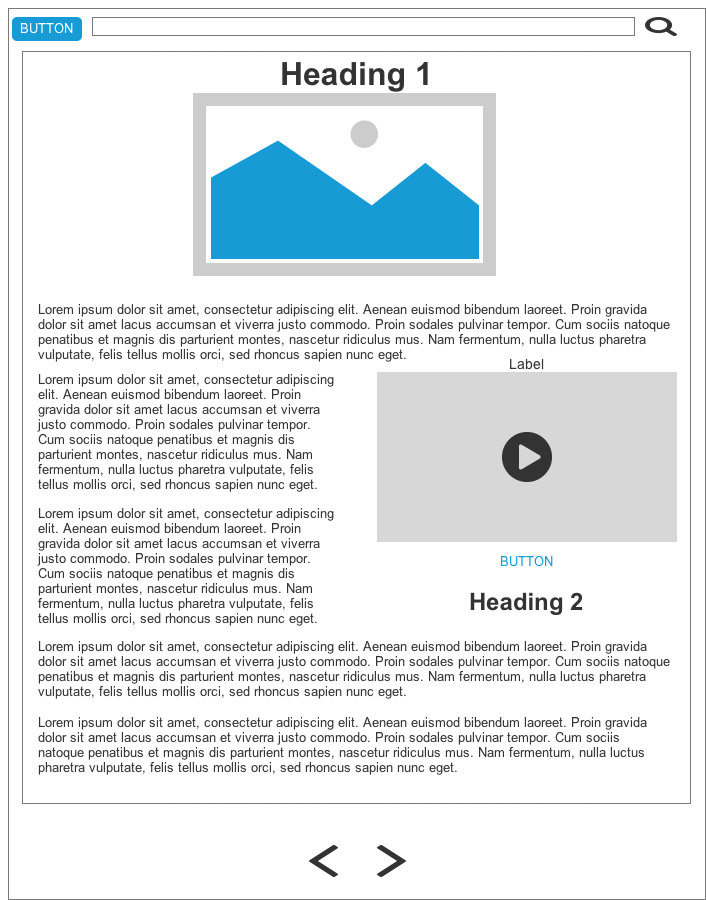 BUTTON
Heading 1
Lorem ipsum dolor sit amet, consectetur adipiscing elit. Aenean euismod bibendum laoreet. Proin gravida
dolor sit amet lacus accumsan et viverra justo commodo. Proin sodales pulvinar tempor. Cum sociis natoque
penatibus et magnis dis parturient montes, nascetur ridiculus mus. Nam fermentum, nulla luctus pharetra
vulputate, felis tellus mollis orci, sed rhoncus sapien nunc eget.
Lorem ipsum dolor sit amet, consectetur adipiscing
elit. Aenean euismod bibendum laoreet. Proin
gravida dolor sit amet lacus accumsan et viverra
justo commodo. Proin sodales pulvinar tempor.
Cum sociis natoque penatibus et magnis dis
parturient montes, nascetur ridiculus mus. Nam
fermentum, nulla luctus pharetra vulputate, felis
tellus mollis orci, sed rhoncus sapien nunc eget.
Lorem ipsum dolor sit amet, consectetur adipiscing
elit. Aenean euismod bibendum laoreet. Proin
gravida dolor sit amet lacus accumsan et viverra
justo commodo. Proin sodales pulvinar tempor.
Cum sociis natoque penatibus et magnis dis
parturient montes, nascetur ridiculus mus. Nam
fermentum, nulla luctus pharetra vulputate, felis
tellus mollis orci, sed rhoncus sapien nunc eget.
Label
BUTTON
Heading 2
Lorem ipsum dolor sit amet, consectetur adipiscing elit. Aenean euismod bibendum laoreet. Proin gravida
dolor sit amet lacus accumsan et viverra justo commodo. Proin sodales pulvinar tempor. Cum sociis natoque
penatibus et magnis dis parturient montes, nascetur ridiculus mus. Nam fermentum, nulla luctus pharetra
vulputate, felis tellus mollis orci, sed rhoncus sapien nunc eget.
Lorem ipsum dolor sit amet, consectetur adipiscing elit. Aenean euismod bibendum laoreet. Proin gravida
dolor sit amet lacus accumsan et viverra justo commodo. Proin sodales pulvinar tempor. Cum sociis
natoque penatibus et magnis dis parturient montes, nascetur ridiculus mus. Nam fermentum, nulla luctus
pharetra vulputate, felis tellus mollis orci, sed rhoncus sapien nunc eget.